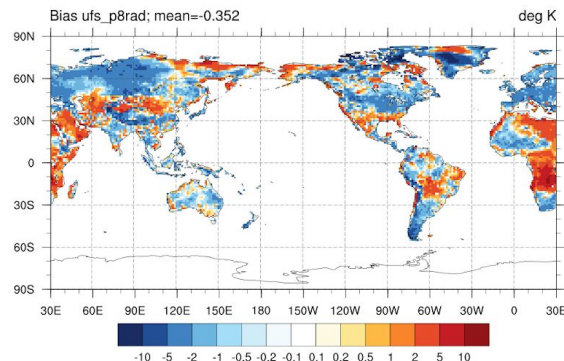 Bias ufs_p8rad; mean=-0.352 deg K
90N
60N
30N
0
30S
60S
90S
30E 60E 90E 120E 150E 180 150W 120W 90W 60W 30W 0 30E
-10 -5 -2 -1 -0.5 -0.2 -0.1 0.1 0.2 0.5 1 2 5 10